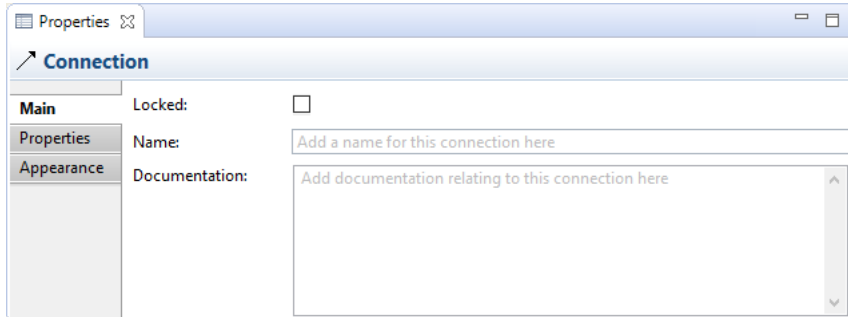 Properties
Connection
Main
Properties
Appearance
Locked:
Name:
Add a name for this connection here
Documentation:
Add documentation relating to this connection here